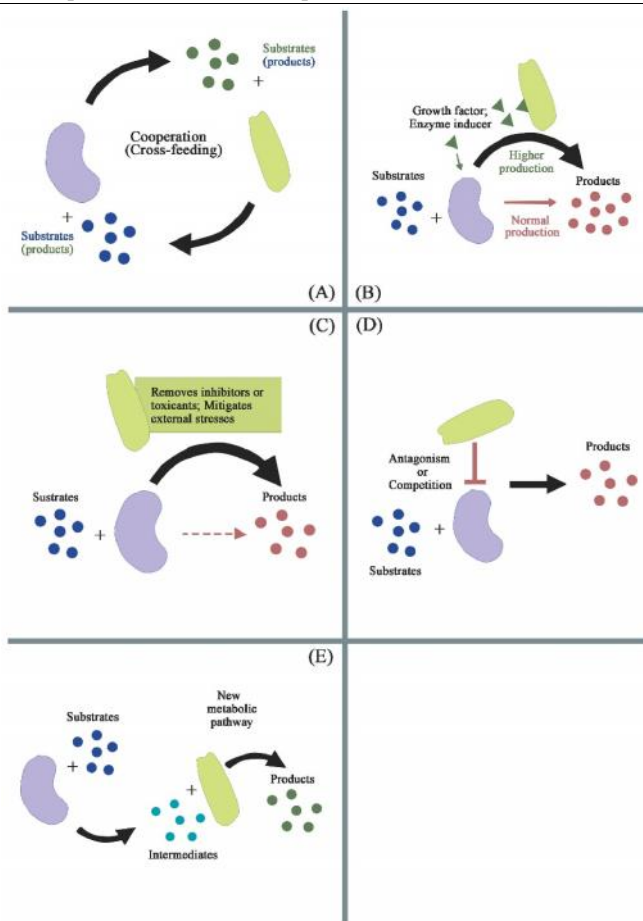 Substrates
(products)
+
Cooperation
(Cross-feeding)
+
Substrates
(products)
(A)
Growth factor;
Enzyme inducer
Higher
production
Substrates
+
Products
Normal
production
(B)
(C)
Removes inhibitors or
toxicants; Mitigates
external stresses
Sustrates
+
Products
(D)
Antagonism
or
Competition
Products
+
Substrates
(E)
New
metabolic
pathway
Substrates
+
Products
+
Intermediates